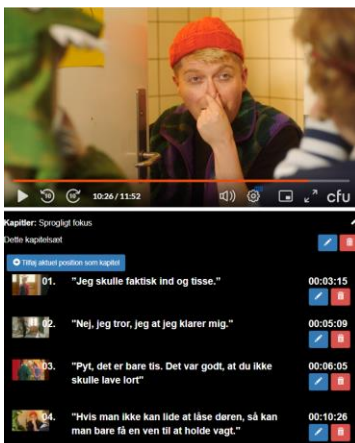 10:26 / 11:52
cfu
Kapitler: Sprogligt fokus
Dette kapitelsæt
Tilføj aktuel position som kapitel
01. "Jeg skulle faktisk ind og tisse." 00:03:15
02. "Nej, jeg tror, jeg at jeg klarer mig." 00:05:09
03. "Pyt, det er bare tis. Det var godt, at du ikke 00:06:05
skulle lave lort"
04. "Hvis man ikke kan lide at låse døren, så kan 00:10:26
man bare få en ven til at holde vagt."